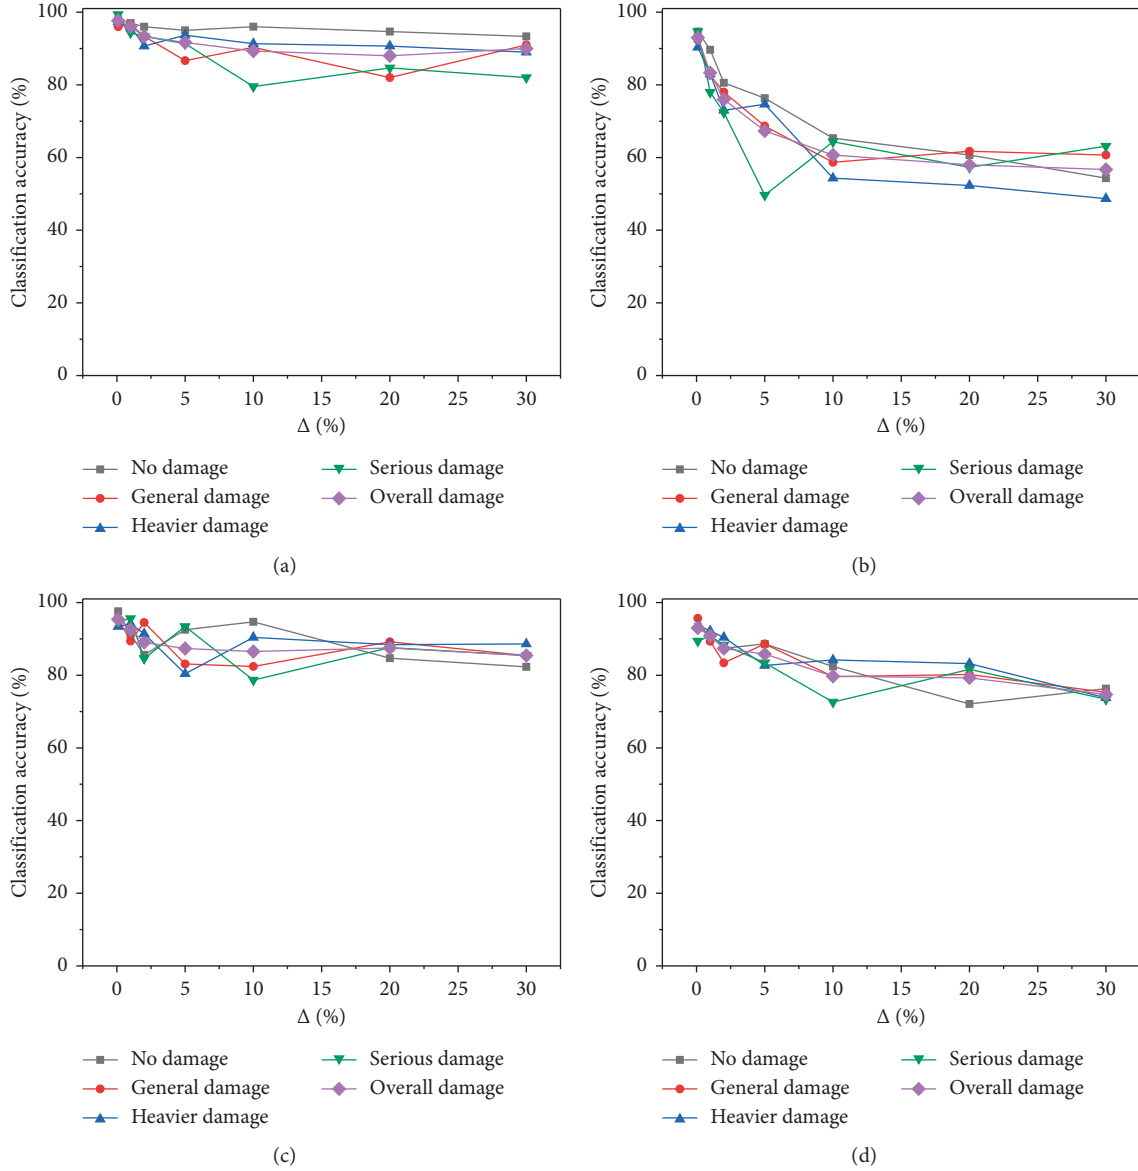 Classification accuracy (%)
100
80
60
40
20
0
0 5 10 15 20 25 30
Δ (%)
No damage
General damage
Heavier damage
Serious damage
Overall damage
(a)
Classification accuracy (%)
100
80
60
40
20
0
0 5 10 15 20 25 30
Δ (%)
No damage
General damage
Heavier damage
Serious damage
Overall damage
(b)
Classification accuracy (%)
100
80
60
40
20
0
0 5 10 15 20 25 30
Δ (%)
No damage
General damage
Heavier damage
Serious damage
Overall damage
(c)
Classification accuracy (%)
100
80
60
40
20
0
0 5 10 15 20 25 30
Δ (%)
No damage
General damage
Heavier damage
Serious damage
Overall damage
(d)